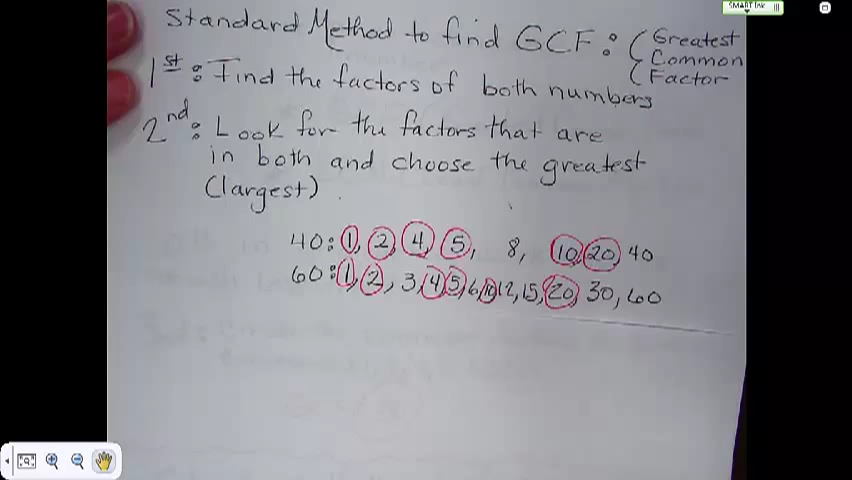 SMART Ink
Standard Method to find GCF: (Greatest
(Common
(Factor
1st: Find the factors of both numbers
2nd: Look for the factors that are
in both and choose the greatest
(largest).
40: 1, 2, 4, 5, 8, 10, 20, 40
60: 1, 2, 3, 4, 5, 6, 10, 12, 15, 20, 30, 60